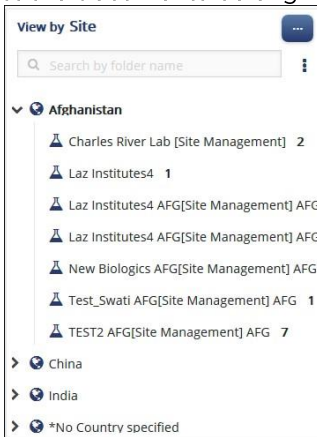 View by Site
...
Search by folder name
Afghanistan
Charles River Lab [Site Management] 2
Laz Institutes4 1
Laz Institutes4 AFG[Site Management] AFG
Laz Institutes4 AFG[Site Management] AFG
New Biologics AFG[Site Management] AFG
Test_Swati AFG[Site Management] AFG 1
TEST2 AFG[Site Management] AFG 7
China
India
*No Country specified